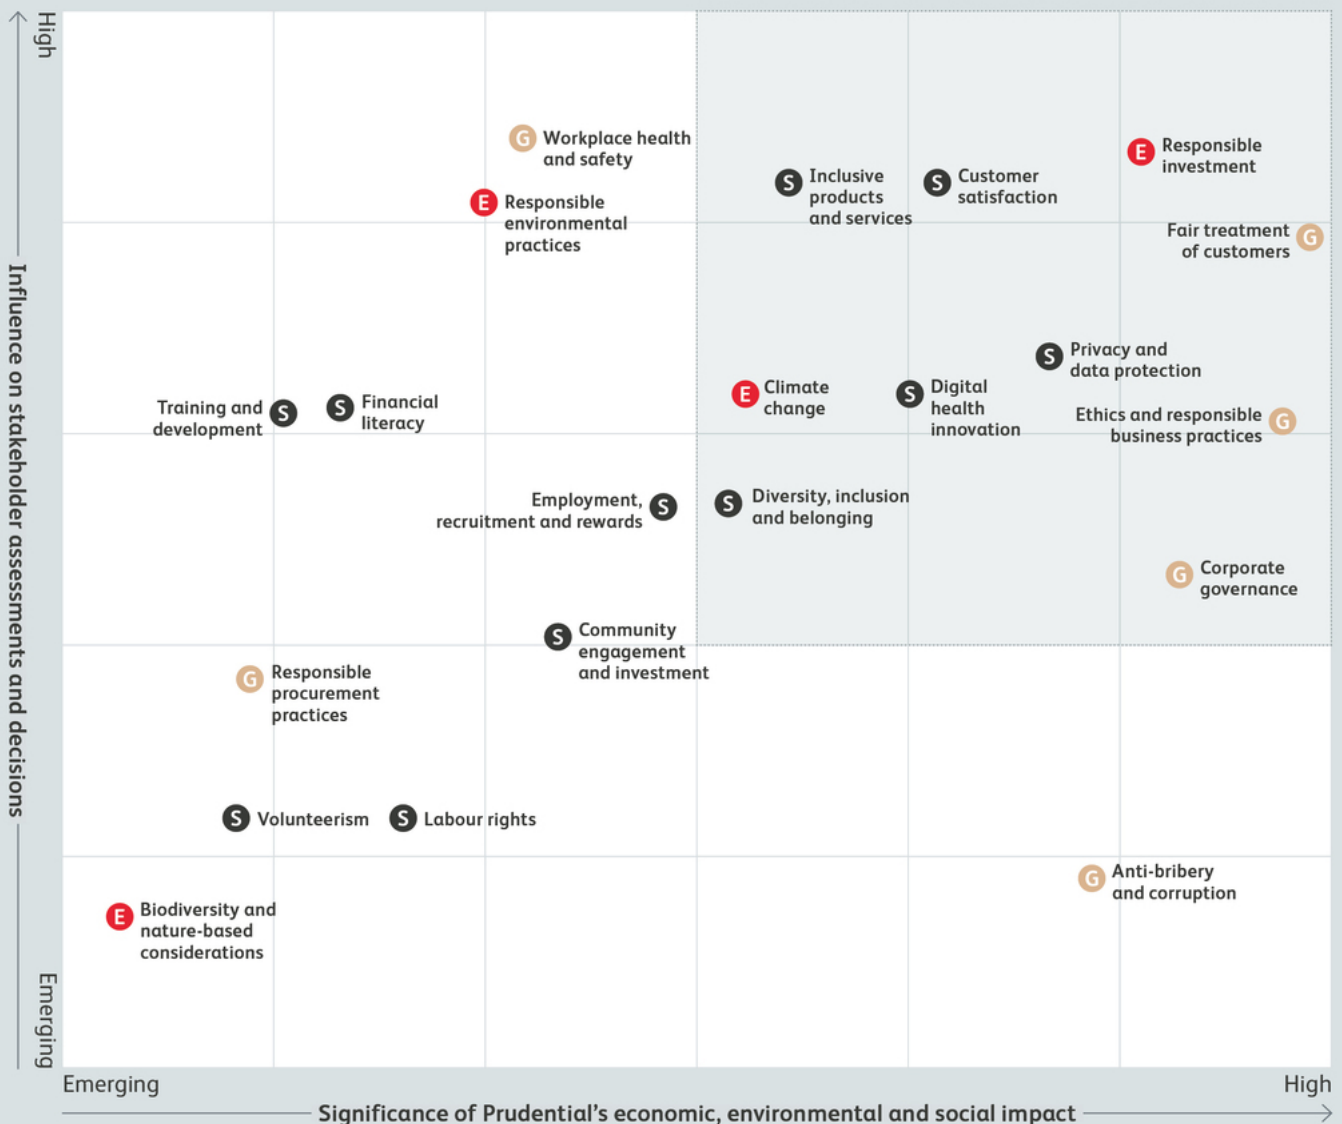 High
Influence on stakeholder assessments and decisions
Emerging
G Workplace health
and safety
E Responsible
environmental
practices
S Inclusive
products
and services
S Customer
satisfaction
E Responsible
investment
Fair treatment G
of customers
S Privacy and
data protection
Training and S
development
S Financial
literacy
E Climate
change
S Digital
health
innovation
Ethics and responsible G
business practices
Employment, S
recruitment and rewards
S Diversity, inclusion
and belonging
G Corporate
governance
S Community
engagement
and investment
G Responsible
procurement
practices
S Volunteerism
S Labour rights
G Anti-bribery
and corruption
E Biodiversity and
nature-based
considerations
Emerging
High
Significance of Prudential’s economic, environmental and social impact